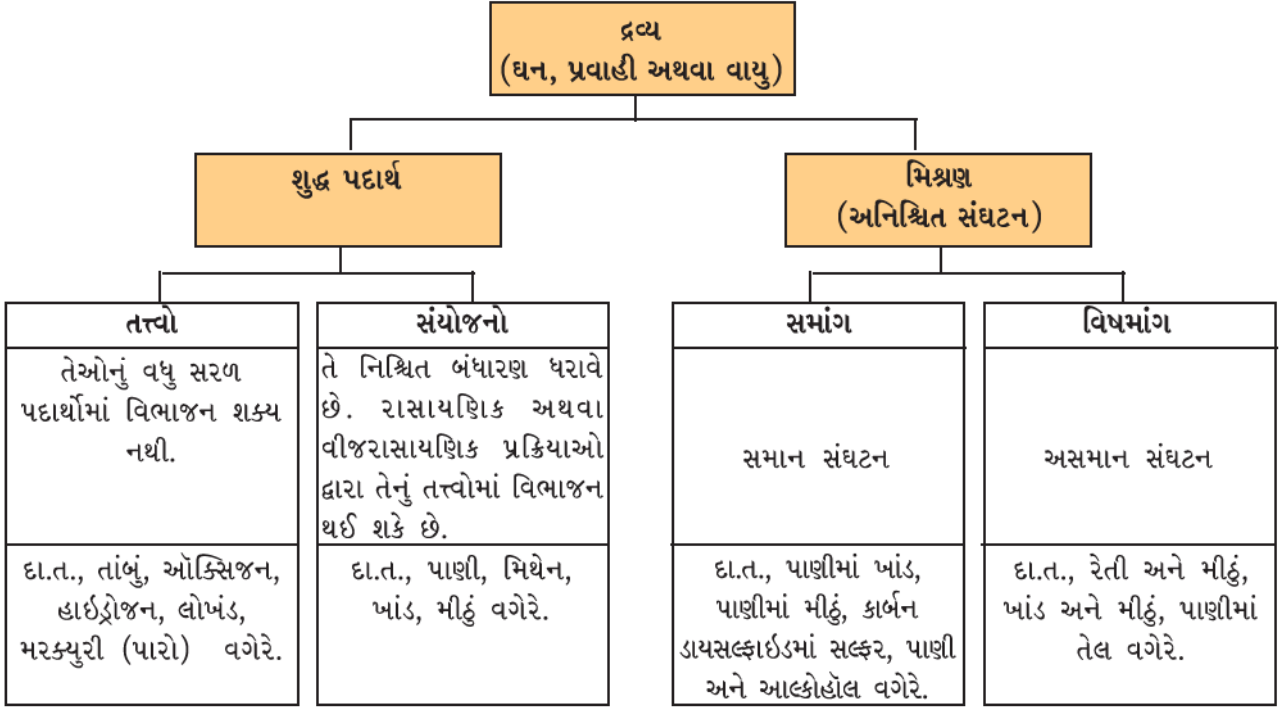 દ્રવ્ય
(ઘન, પ્રવાહી અથવા વાયુ)
શુદ્ધ પદાર્થ
મિશ્રણ
(અનિશ્ચિત સંઘટન)
તત્ત્વો
તેઓનું વધુ સરળ
પદાર્થોમાં વિભાજન શક્ય
નથી.
દા.ત., તાંબું, ઑક્સિજન,
હાઇડ્રોજન, લોખંડ,
મરક્યુરી (પારો) વગેરે.
સંયોજનો
તે નિશ્ચિત બંધારણ ધરાવે
છે. રાસાયણિક અથવા
વીજરાસાયણિક પ્રક્રિયાઓ
દ્વારા તેનું તત્ત્વોમાં વિભાજન
થઈ શકે છે.
દા.ત., પાણી, મિથેન,
ખાંડ, મીઠું વગેરે.
સમાંગ
સમાન સંઘટન
દા.ત., પાણીમાં ખાંડ,
પાણીમાં મીઠું, કાર્બન
ડાયસલ્ફાઇડમાં સલ્ફર, પાણી
અને આલ્કોહૉલ વગેરે.
વિષમાંગ
અસમાન સંઘટન
દા.ત., રેતી અને મીઠું,
ખાંડ અને મીઠું, પાણીમાં
તેલ વગેરે.